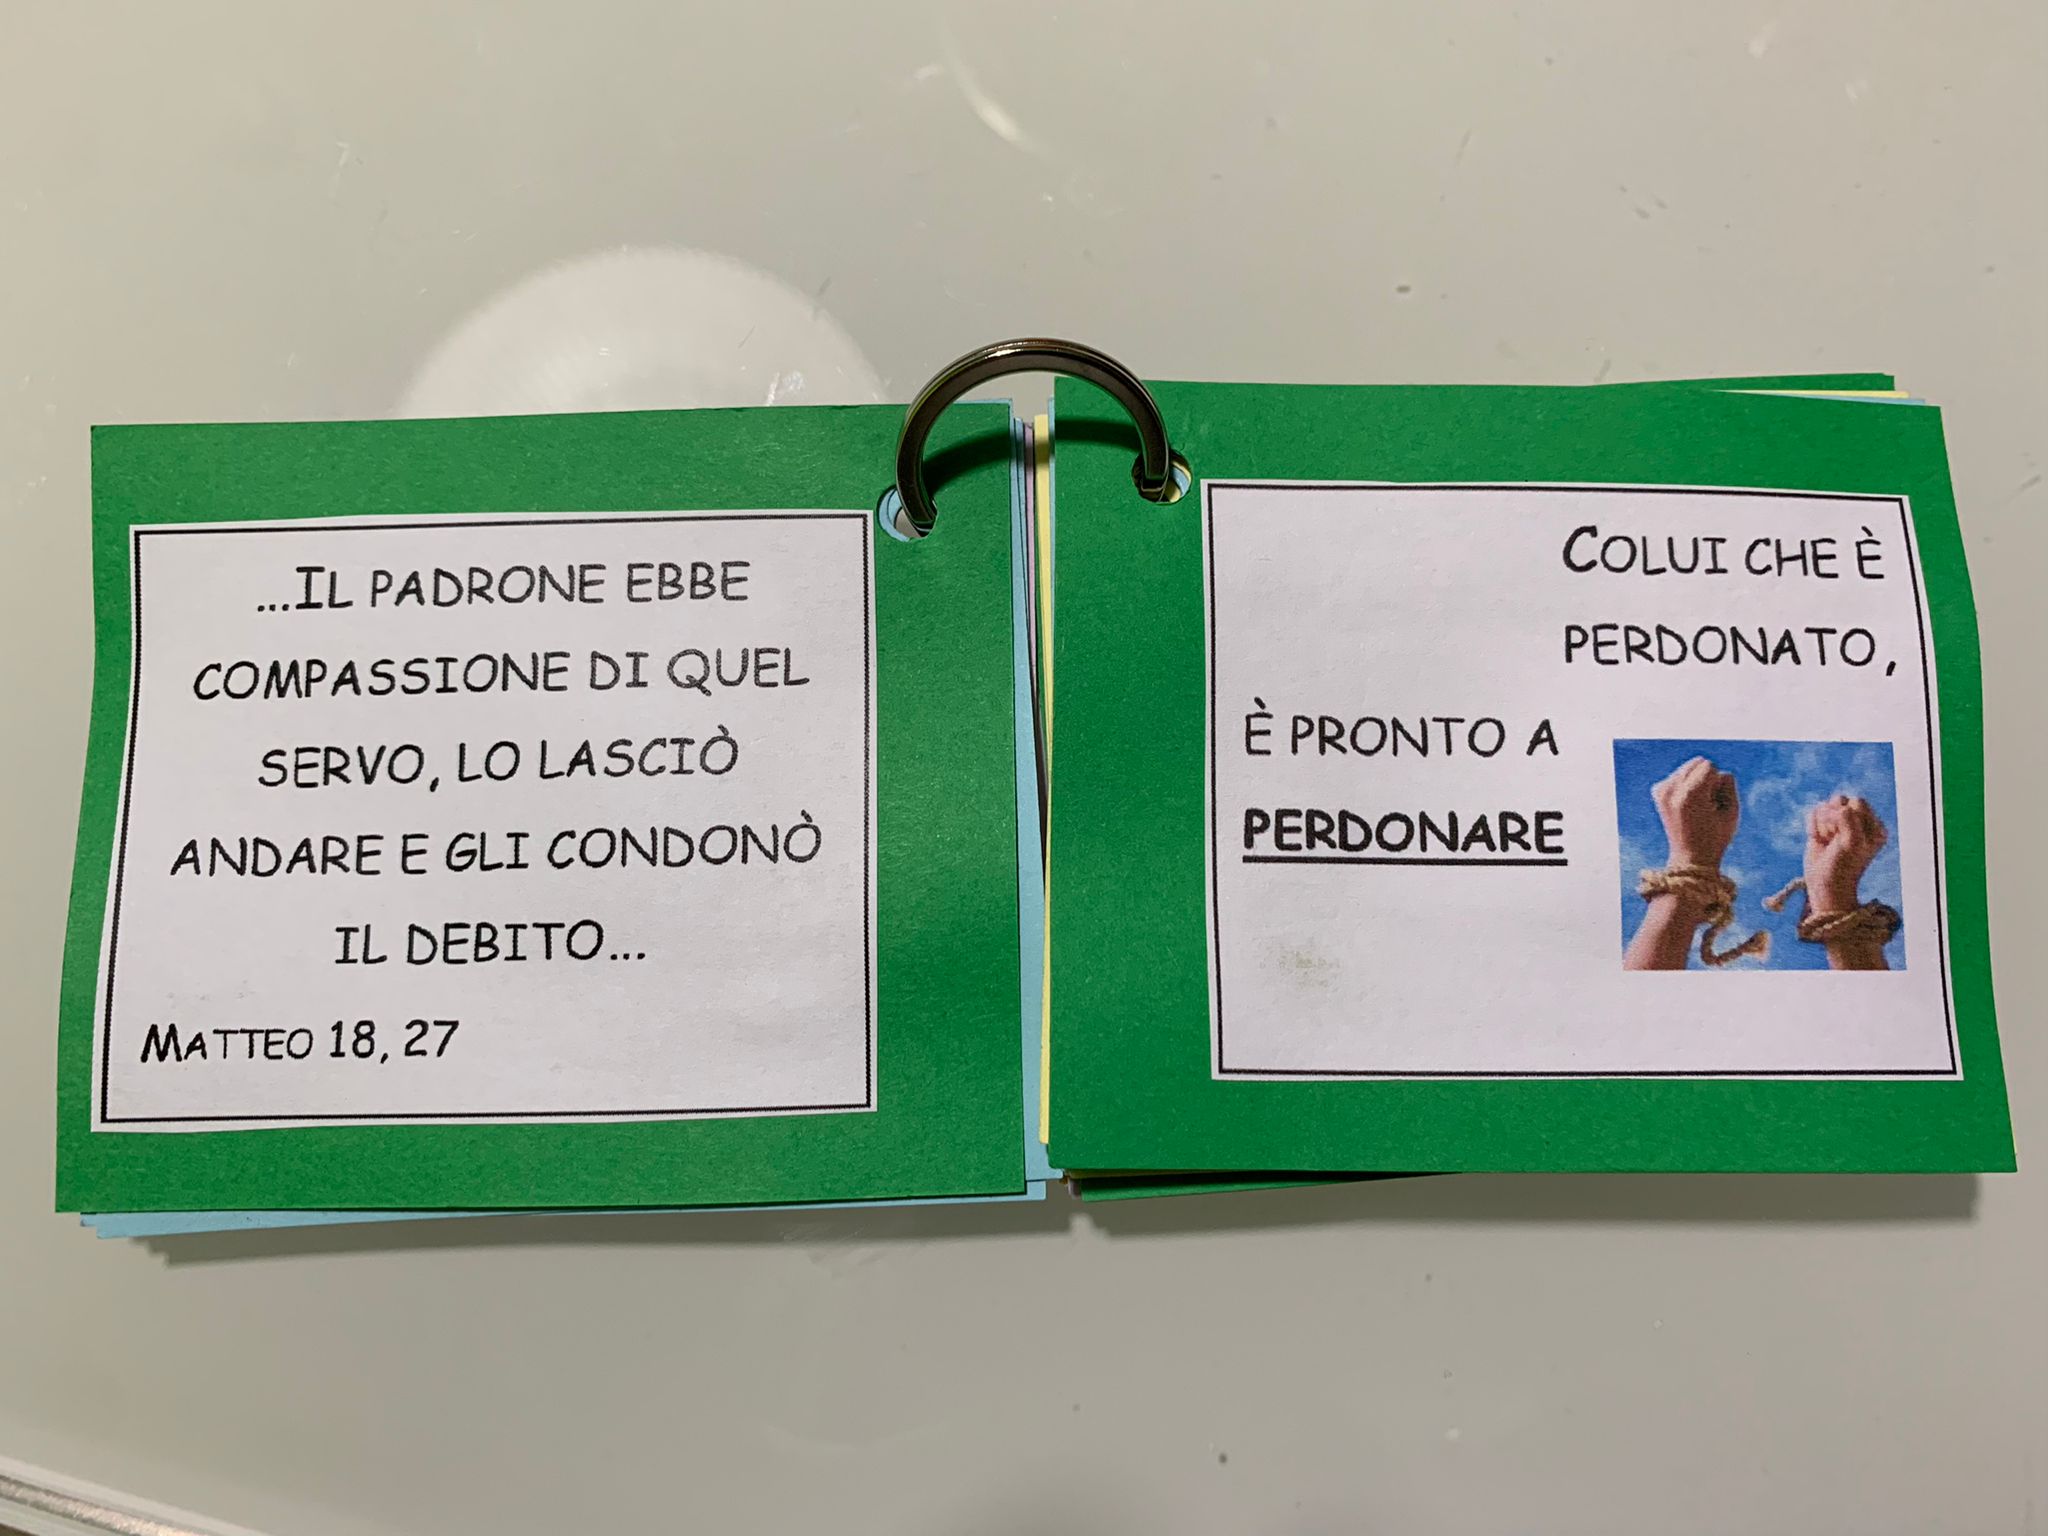 ...IL PADRONE EBBE
COMPASSIONE DI QUEL
SERVO, LO LASCIÒ
ANDARE E GLI CONDONÒ
IL DEBITO...
MATTEO 18, 27
COLUI CHE È
PERDONATO,
È PRONTO A
PERDONARE